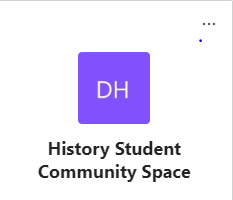 ...
DH
History Student
Community Space